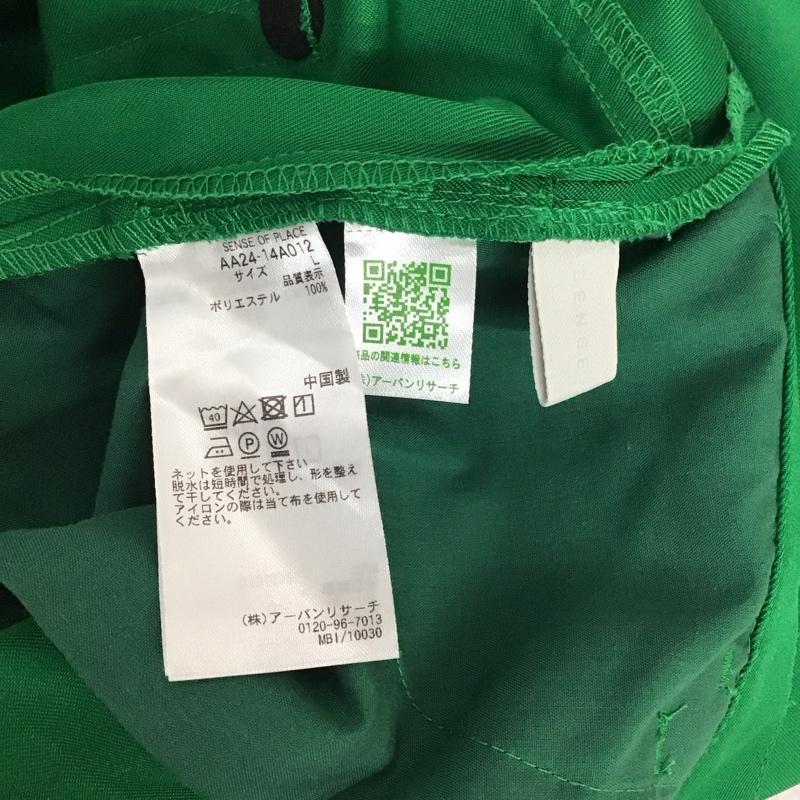 SENSE OF PLACE
AA24-14A012
サイズ L
品質表示
ポリエステル 100%
中国製
40
1
P W
ネットを使用して下さい
脱水は短時間で処理し、形を整え
て干してください。
アイロンの際は当て布を使用して
ください。
(株)アーバンリサーチ
0120-96-7013
MBI/10030
商品の関連情報はこちら
(株)アーバンリサーチ
ENSE